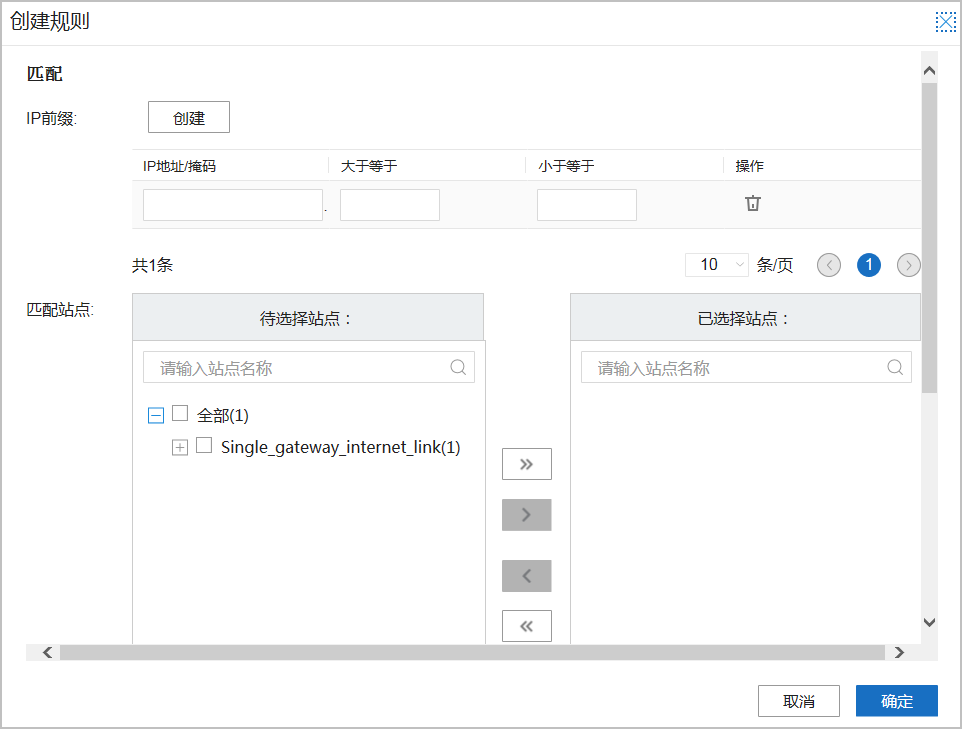 创建规则
匹配
IP前缀:
创建
IP地址/掩码 大于等于 小于等于 操作
.
共1条 10 条/页 1
匹配站点:
待选择站点： 已选择站点：
请输入站点名称 请输入站点名称
全部(1)
Single_gateway_internet_link(1)
取消 确定